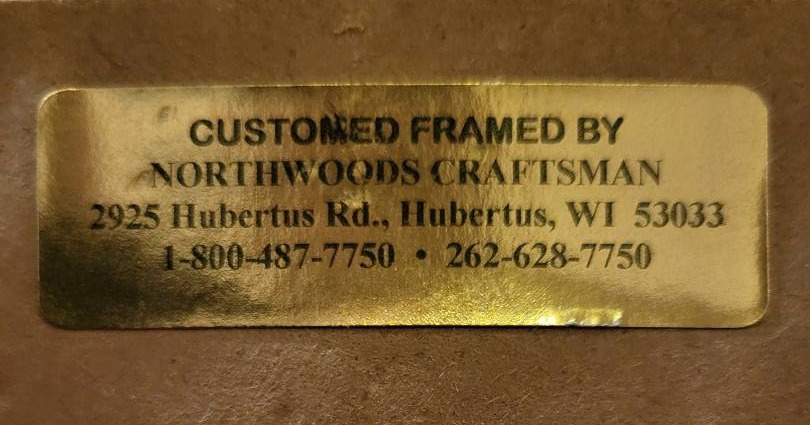 CUSTOMED FRAMED BY
NORTHWOODS CRAFTSMAN
2925 Hubertus Rd., Hubertus, WI 53033
1-800-487-7750 • 262-628-7750